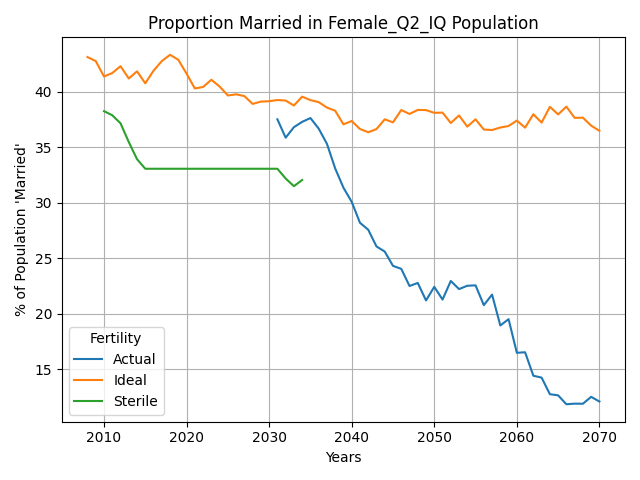 Proportion Married in Female_Q2_IQ Population
% of Population 'Married'
40
35
30
25
20
15
Fertility
Actual
Ideal
Sterile
2010 2020 2030 2040 2050 2060 2070
Years